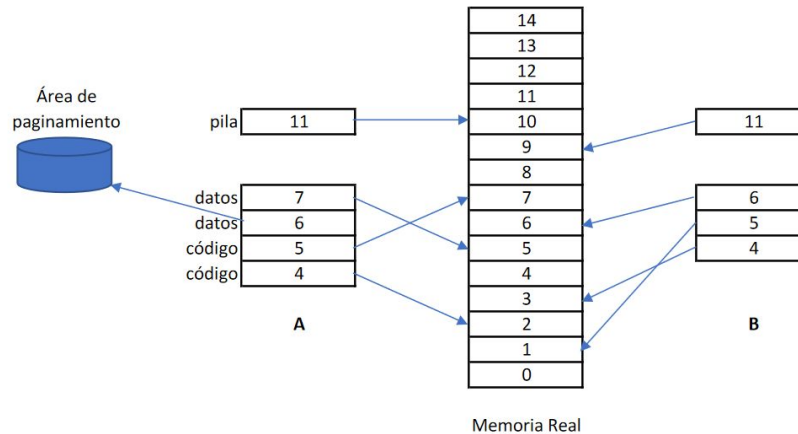 14
13
12
11
Área de
paginamiento
pila 11 10 11
9
8
datos 7 7
datos 6 6 6
código 5 5 5
código 4 4 4
3
A 2 B
1
0
Memoria Real